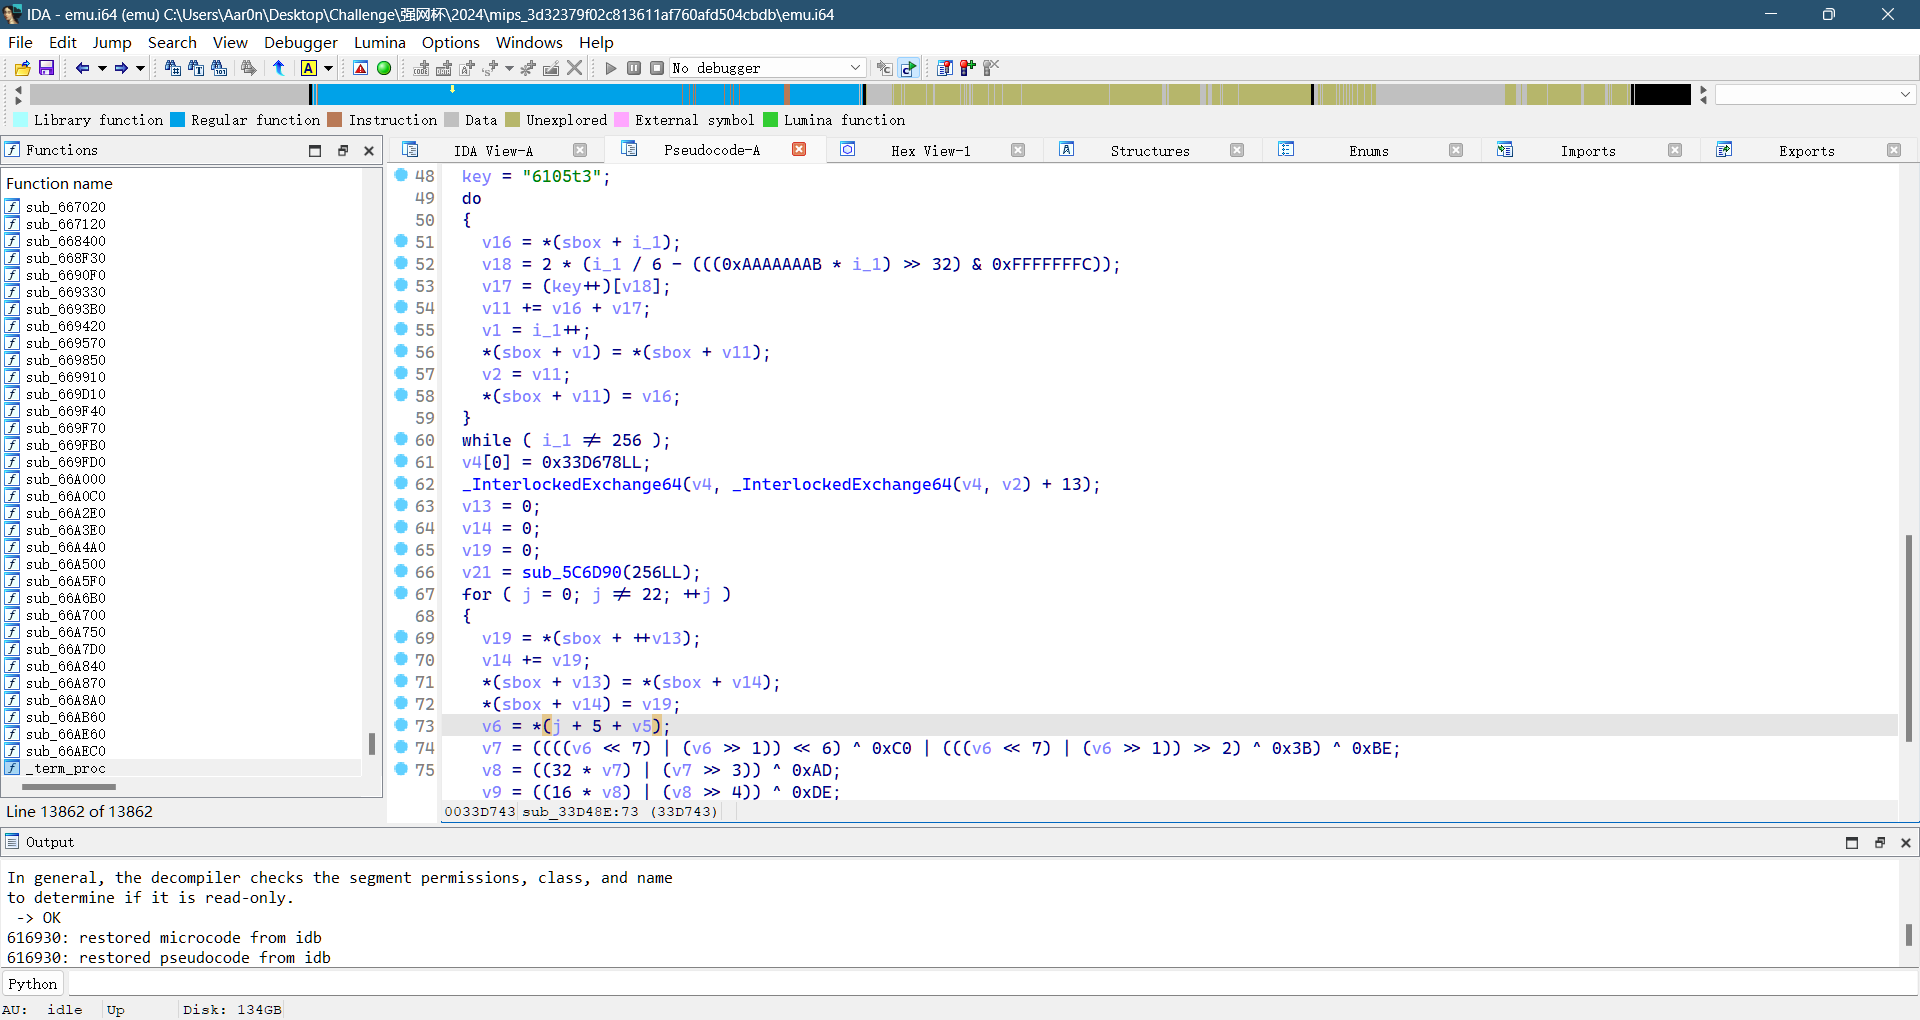 IDA - emu.i64 (emu) C:\Users\Aar0n\Desktop\Challenge\强网杯\2024\mips_3d32379f02c813611af760afd504cbdb\emu.i64
File Edit Jump Search View Debugger Lumina Options Windows Help
No debugger
Library function Regular function Instruction Data Unexplored External symbol Lumina function
Functions
Function name
sub_667020
sub_667120
sub_668400
sub_668F30
sub_6690F0
sub_669330
sub_6693B0
sub_669420
sub_669570
sub_669850
sub_669910
sub_669D10
sub_669F40
sub_669F70
sub_669FB0
sub_669FD0
sub_66A000
sub_66A0C0
sub_66A2E0
sub_66A3E0
sub_66A4A0
sub_66A500
sub_66A5F0
sub_66A6B0
sub_66A700
sub_66A750
sub_66A7D0
sub_66A840
sub_66A870
sub_66A8A0
sub_66AB60
sub_66AE60
sub_66AEC0
_term_proc
Line 13862 of 13862
IDA View-A Pseudocode-A Hex View-1 Structures Enums Imports Exports
48 key = "6105t3";
49 do
50 {
51 v16 = *(sbox + i_1);
52 v18 = 2 * (i_1 / 6 - (((0xAAAAAAAB * i_1) >> 32) & 0xFFFFFFFC));
53 v17 = (key++)[v18];
54 v11 += v16 + v17;
55 v1 = i_1++;
56 *(sbox + v1) = *(sbox + v11);
57 v2 = v11;
58 *(sbox + v11) = v16;
59 }
60 while ( i_1 != 256 );
61 v4[0] = 0x33D678LL;
62 _InterlockedExchange64(v4, _InterlockedExchange64(v4, v2) + 13);
63 v13 = 0;
64 v14 = 0;
65 v19 = 0;
66 v21 = sub_5C6D90(256LL);
67 for ( j = 0; j != 22; ++j )
68 {
69 v19 = *(sbox + ++v13);
70 v14 += v19;
71 *(sbox + v13) = *(sbox + v14);
72 *(sbox + v14) = v19;
73 v6 = *(j + 5 + v5);
74 v7 = ((((v6 << 7) | (v6 >> 1)) << 6) ^ 0xC0 | (((v6 << 7) | (v6 >> 1)) >> 2) ^ 0x3B) ^ 0xBE;
75 v8 = ((32 * v7) | (v7 >> 3)) ^ 0xAD;
v9 = ((16 * v8) | (v8 >> 4)) ^ 0xDE;
0033D743 sub_33D48E:73 (33D743)
Output
In general, the decompiler checks the segment permissions, class, and name
to determine if it is read-only.
-> OK
616930: restored microcode from idb
616930: restored pseudocode from idb
Python
AU: idle Up Disk: 134GB